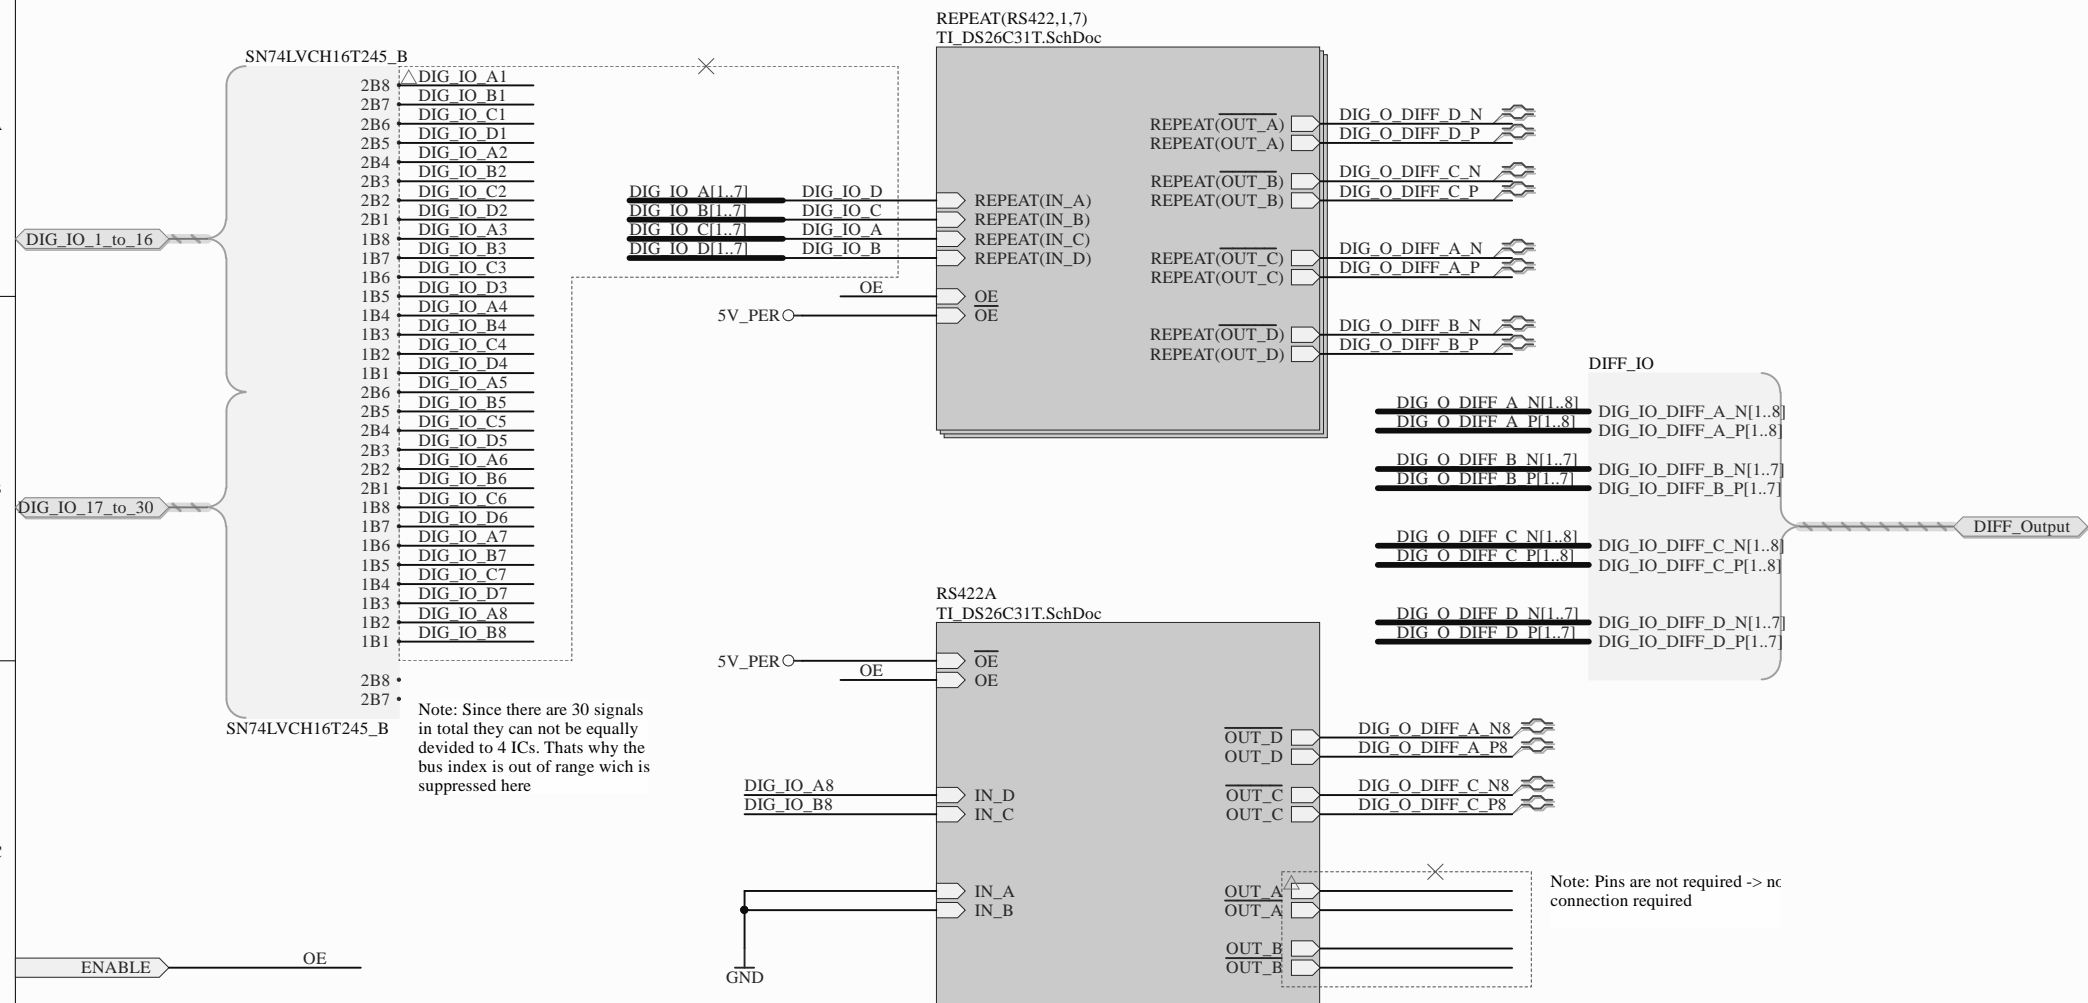 REPEAT(RS422,1,7)
TI_DS26C31T.SchDoc
SN74LVCH16T245_B
2B8 DIG_IO_A1
2B7 DIG_IO_B1
2B6 DIG_IO_C1
2B5 DIG_IO_D1
2B4 DIG_IO_A2
2B3 DIG_IO_B2
2B2 DIG_IO_C2
2B1 DIG_IO_D2
1B8 DIG_IO_A3
1B7 DIG_IO_B3
1B6 DIG_IO_C3
1B5 DIG_IO_D3
1B4 DIG_IO_A4
1B3 DIG_IO_B4
1B2 DIG_IO_C4
1B1 DIG_IO_D4
2B6 DIG_IO_A5
2B5 DIG_IO_B5
2B4 DIG_IO_C5
2B3 DIG_IO_D5
2B2 DIG_IO_A6
2B1 DIG_IO_B6
1B8 DIG_IO_C6
1B7 DIG_IO_D6
1B6 DIG_IO_A7
1B5 DIG_IO_B7
1B4 DIG_IO_C7
1B3 DIG_IO_D7
1B2 DIG_IO_A8
1B1 DIG_IO_B8
2B8
2B7
SN74LVCH16T245_B
DIG_IO_1_to_16
DIG_IO_17_to_30
Note: Since there are 30 signals
in total they can not be equally
devided to 4 ICs. Thats why the
bus index is out of range wich is
suppressed here
ENABLE OE
DIG_IO_A[1..7] DIG_IO_D REPEAT(IN_A)
DIG_IO_B[1..7] DIG_IO_C REPEAT(IN_B)
DIG_IO_C[1..7] DIG_IO_A REPEAT(IN_C)
DIG_IO_D[1..7] DIG_IO_B REPEAT(IN_D)
OE OE
5V_PER OE
REPEAT(OUT_A) DIG_O_DIFF_D_N
REPEAT(OUT_A) DIG_O_DIFF_D_P
REPEAT(OUT_B) DIG_O_DIFF_C_N
REPEAT(OUT_B) DIG_O_DIFF_C_P
REPEAT(OUT_C) DIG_O_DIFF_A_N
REPEAT(OUT_C) DIG_O_DIFF_A_P
REPEAT(OUT_D) DIG_O_DIFF_B_N
REPEAT(OUT_D) DIG_O_DIFF_B_P
DIFF_IO
DIG_O_DIFF_A_N[1..8] DIG_IO_DIFF_A_N[1..8]
DIG_O_DIFF_A_P[1..8] DIG_IO_DIFF_A_P[1..8]
DIG_O_DIFF_B_N[1..7] DIG_IO_DIFF_B_N[1..7]
DIG_O_DIFF_B_P[1..7] DIG_IO_DIFF_B_P[1..7]
DIG_O_DIFF_C_N[1..8] DIG_IO_DIFF_C_N[1..8]
DIG_O_DIFF_C_P[1..8] DIG_IO_DIFF_C_P[1..8]
DIG_O_DIFF_D_N[1..7] DIG_IO_DIFF_D_N[1..7]
DIG_O_DIFF_D_P[1..7] DIG_IO_DIFF_D_P[1..7]
DIFF_Output
RS422A
TI_DS26C31T.SchDoc
5V_PER OE
OE OE
OUT_D DIG_O_DIFF_A_N8
OUT_D DIG_O_DIFF_A_P8
DIG_IO_A8 IN_D OUT_C DIG_O_DIFF_C_N8
DIG_IO_B8 IN_C OUT_C DIG_O_DIFF_C_P8
IN_A OUT_A
IN_B OUT_A
OUT_B
OUT_B
GND
Note: Pins are not required -> no
connection required